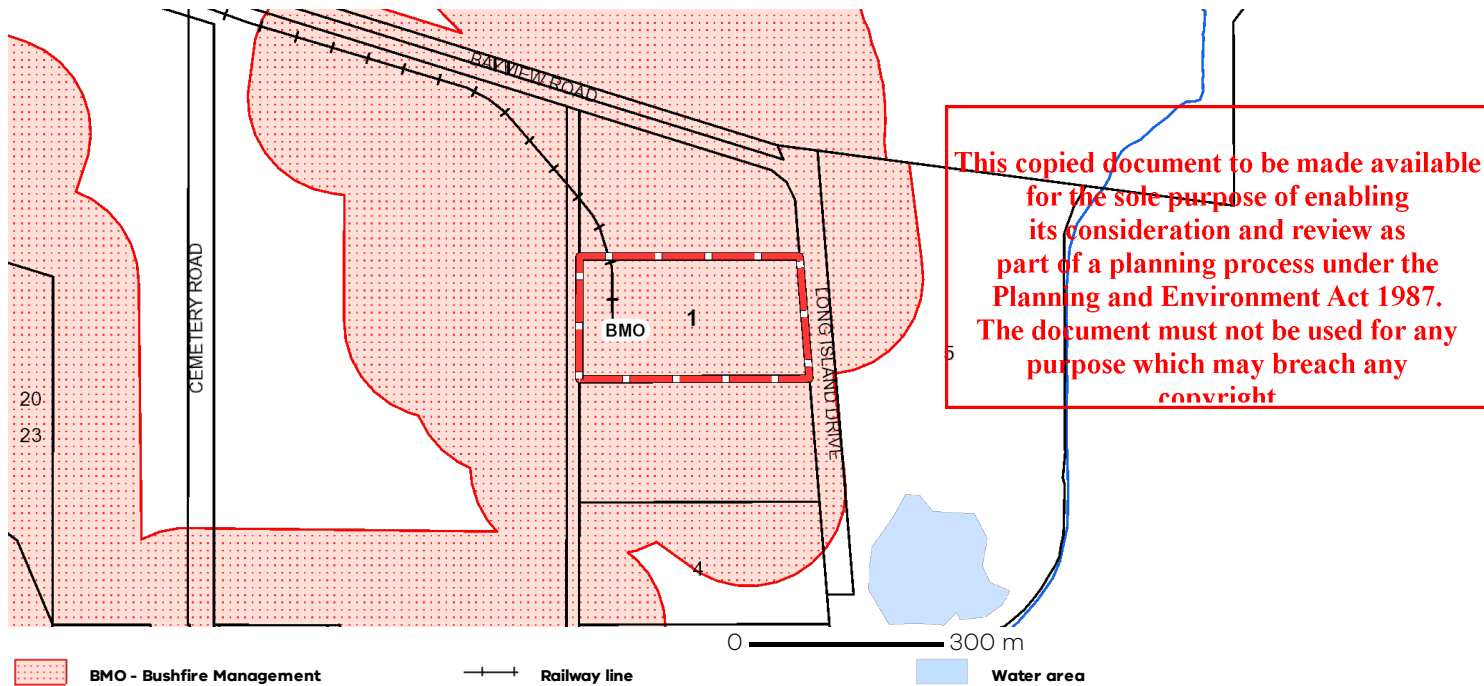 BAYVIEW ROAD
This copied document to be made available
for the sole purpose of enabling
its consideration and review as
part of a planning process under the
Planning and Environment Act 1987.
The document must not be used for any
purpose which may breach any
copyright
CEMETERY ROAD
LONG ISLAND DRIVE
1
BMO
5
20
23
4
0 300 m
BMO - Bushfire Management
Railway line
Water area